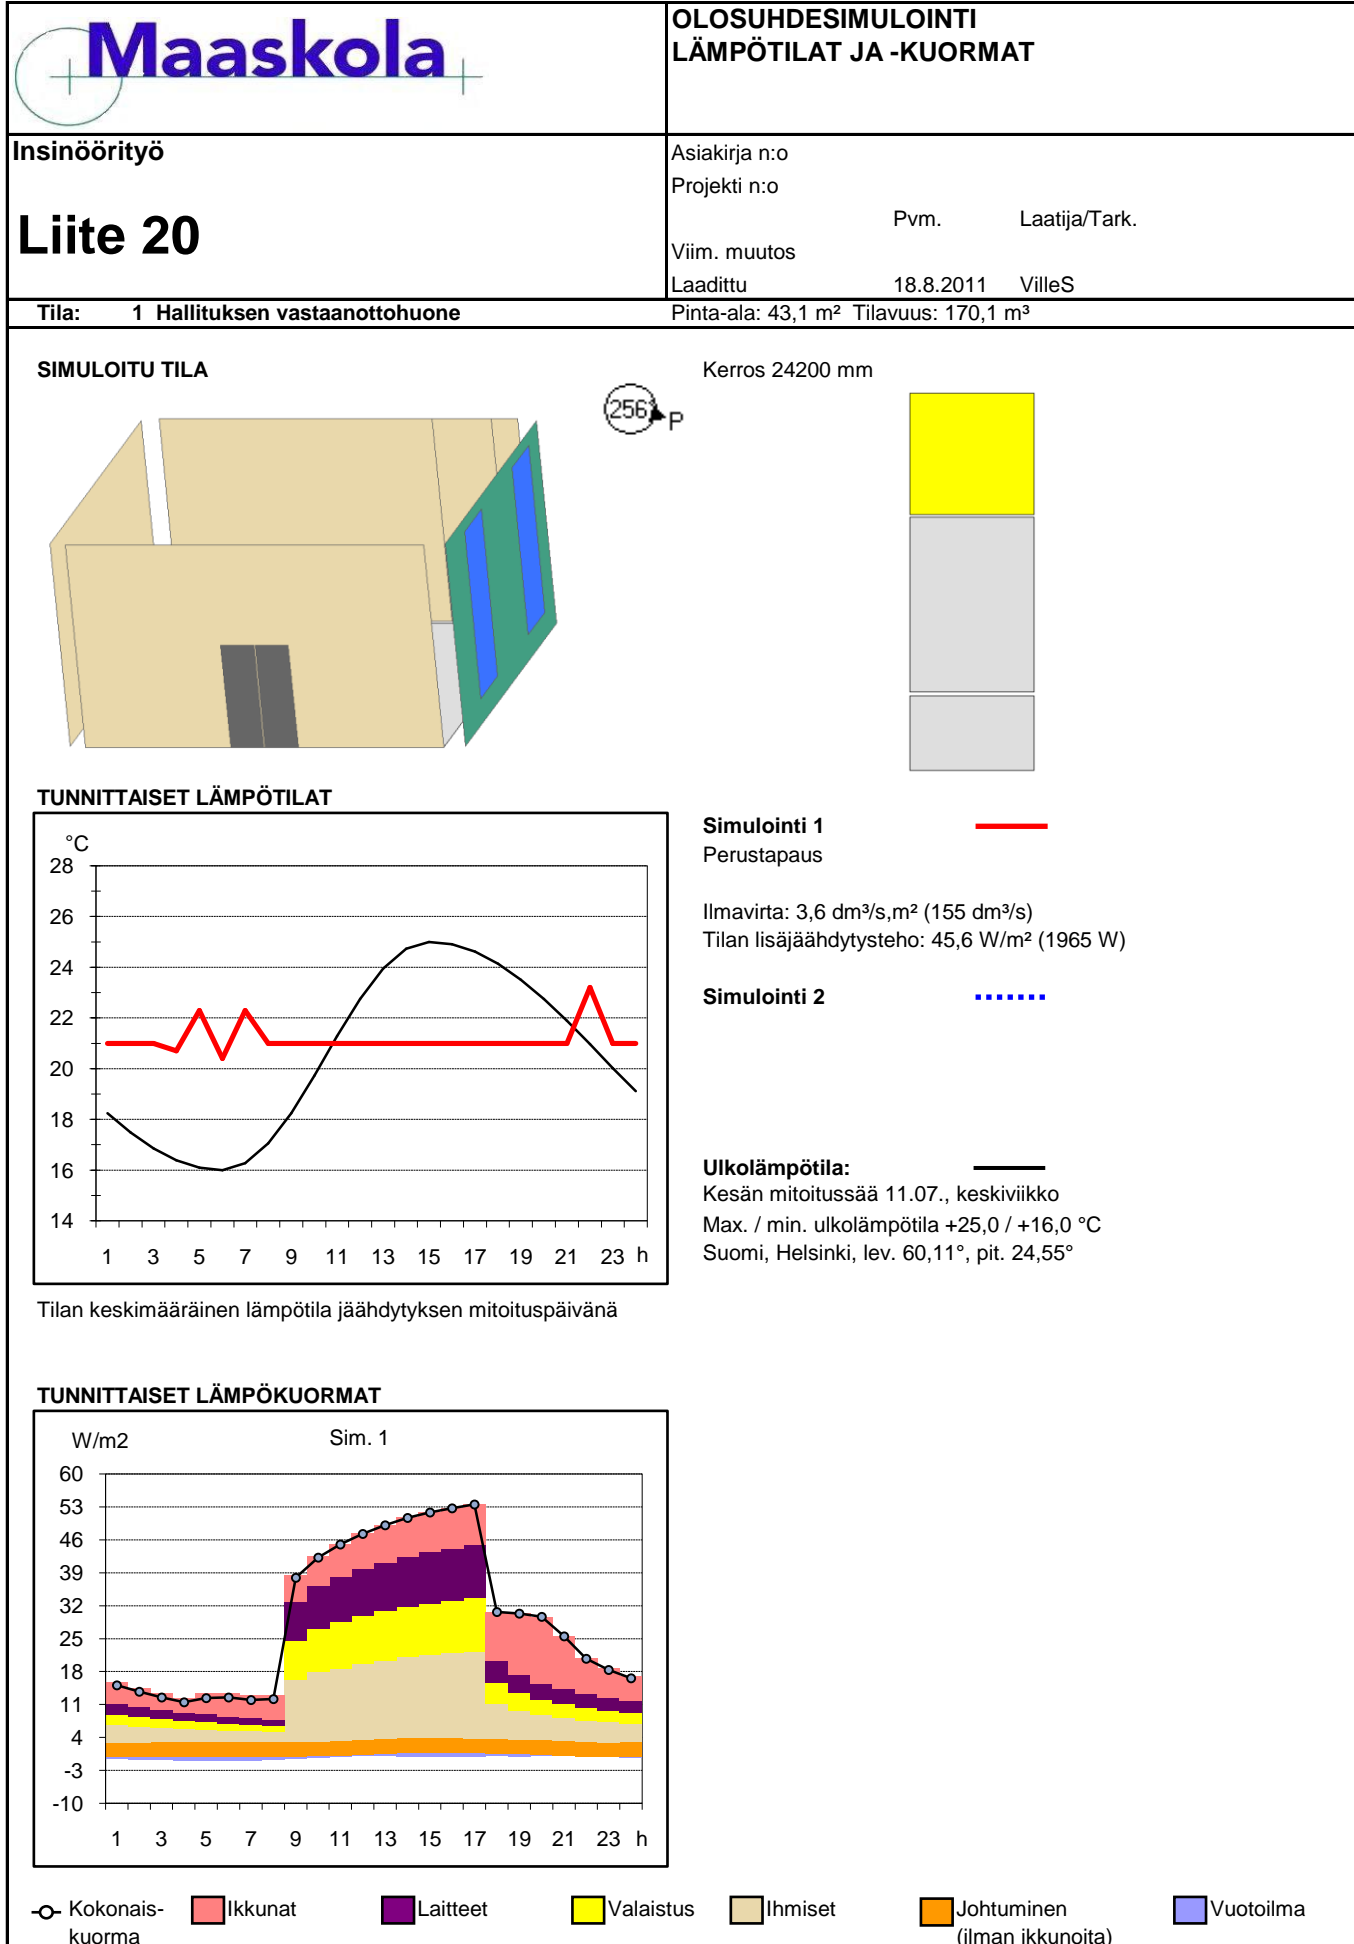 Maaskola
OLOSUHDESIMULOINTI
LÄMPÖTILAT JA -KUORMAT
Insinöörityö
Liite 20
Asiakirja n:o
Projekti n:o
Pvm. Laatija/Tark.
Viim. muutos
Laadittu 18.8.2011 VilleS
Tila: 1 Hallituksen vastaanottohuone Pinta-ala: 43,1 m² Tilavuus: 170,1 m³
SIMULOITU TILA
256°
P
Kerros 24200 mm
TUNNITTAISET LÄMPÖTILAT
°C
28
26
24
22
20
18
16
14
1 3 5 7 9 11 13 15 17 19 21 23 h
Tilan keskimääräinen lämpötila jäähdytyksen mitoituspäivänä
Simulointi 1
Perustapaus
Ilmavirta: 3,6 dm³/s,m² (155 dm³/s)
Tilan lisäjäähdytysteho: 45,6 W/m² (1965 W)
Simulointi 2
Ulkolämpötila:
Kesän mitoitussää 11.07., keskiviikko
Max. / min. ulkolämpötila +25,0 / +16,0 °C
Suomi, Helsinki, lev. 60,11°, pit. 24,55°
TUNNITTAISET LÄMPÖKUORMAT
W/m2 Sim. 1
60
53
46
39
32
25
18
11
4
-3
-10
1 3 5 7 9 11 13 15 17 19 21 23 h
Kokonais-
kuorma
Ikkunat
Laitteet
Valaistus
Ihmiset
Johtuminen
(ilman ikkunoita)
Vuotoilma